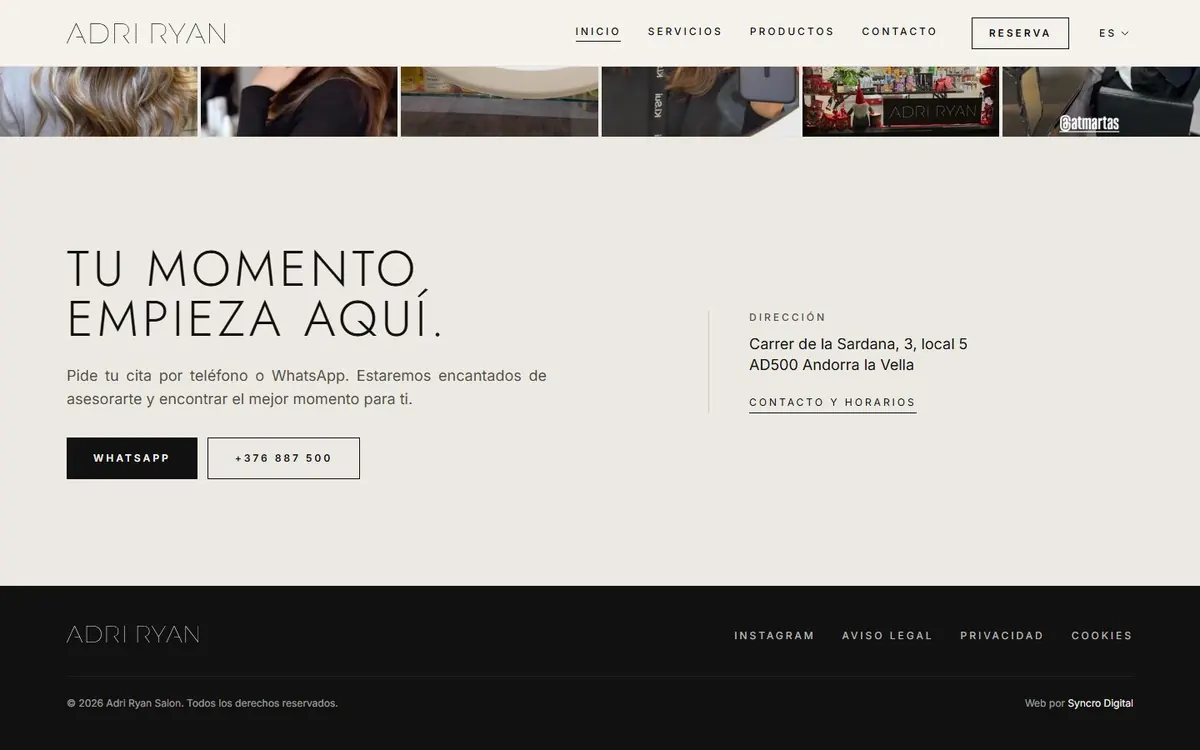 ADRI RYAN
INICIO SERVICIOS PRODUCTOS CONTACTO RESERVA ES
ADRI RYAN
@atmartas
TU MOMENTO
EMPIEZA AQUÍ.
Pide tu cita por teléfono o WhatsApp. Estaremos encantados de
asesorarte y encontrar el mejor momento para ti.
WHATSAPP +376 887 500
DIRECCIÓN
Carrer de la Sardana, 3, local 5
AD500 Andorra la Vella
CONTACTO Y HORARIOS
ADRI RYAN
INSTAGRAM AVISO LEGAL PRIVACIDAD COOKIES
© 2026 Adri Ryan Salon. Todos los derechos reservados.
Web por Syncro Digital